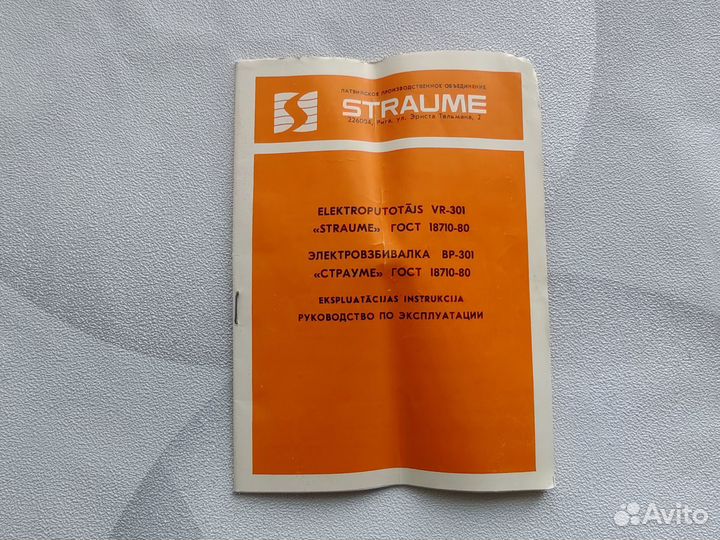 ЛАТВИЙСКОЕ ПРОИЗВОДСТВЕННОЕ ОБЪЕДИНЕНИЕ
STRAUME
226004, Рига, ул. Эрнста Тельмана, 2
ELEKTROPUTOTĀJS VR-301
«STRAUME» ГОСТ 18710-80
ЭЛЕКТРОВЗБИВАЛКА ВР-301
«СТРАУМЕ» ГОСТ 18710-80
EKSPLUATĀCIJAS INSTRUKCIJA
РУКОВОДСТВО ПО ЭКСПЛУАТАЦИИ
Avito